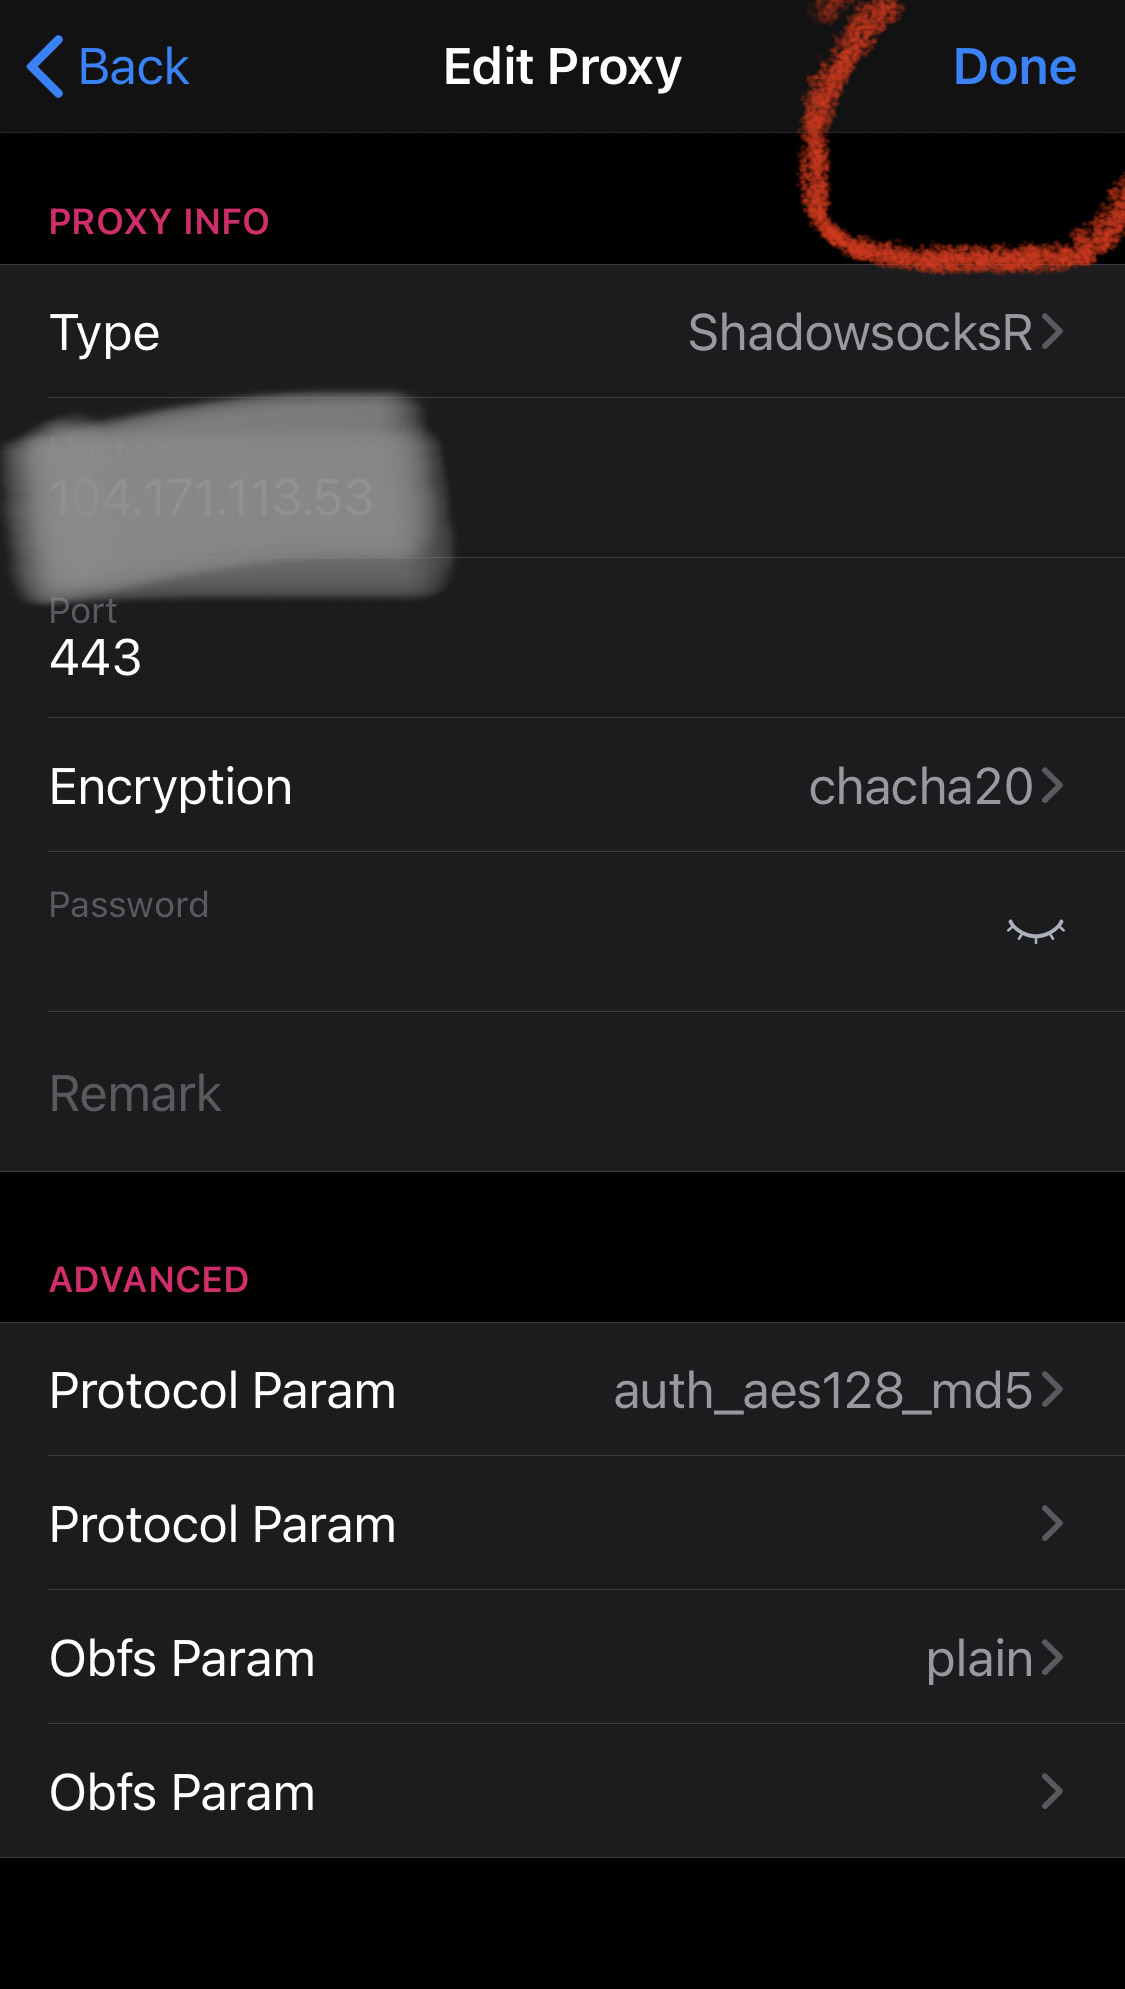 Back
Edit Proxy
Done
PROXY INFO
Type
ShadowsocksR
Host
104.171.113.53
Port
443
Encryption
chacha20
Password
Remark
ADVANCED
Protocol Param
auth_aes128_md5
Protocol Param
Obfs Param
plain
Obfs Param